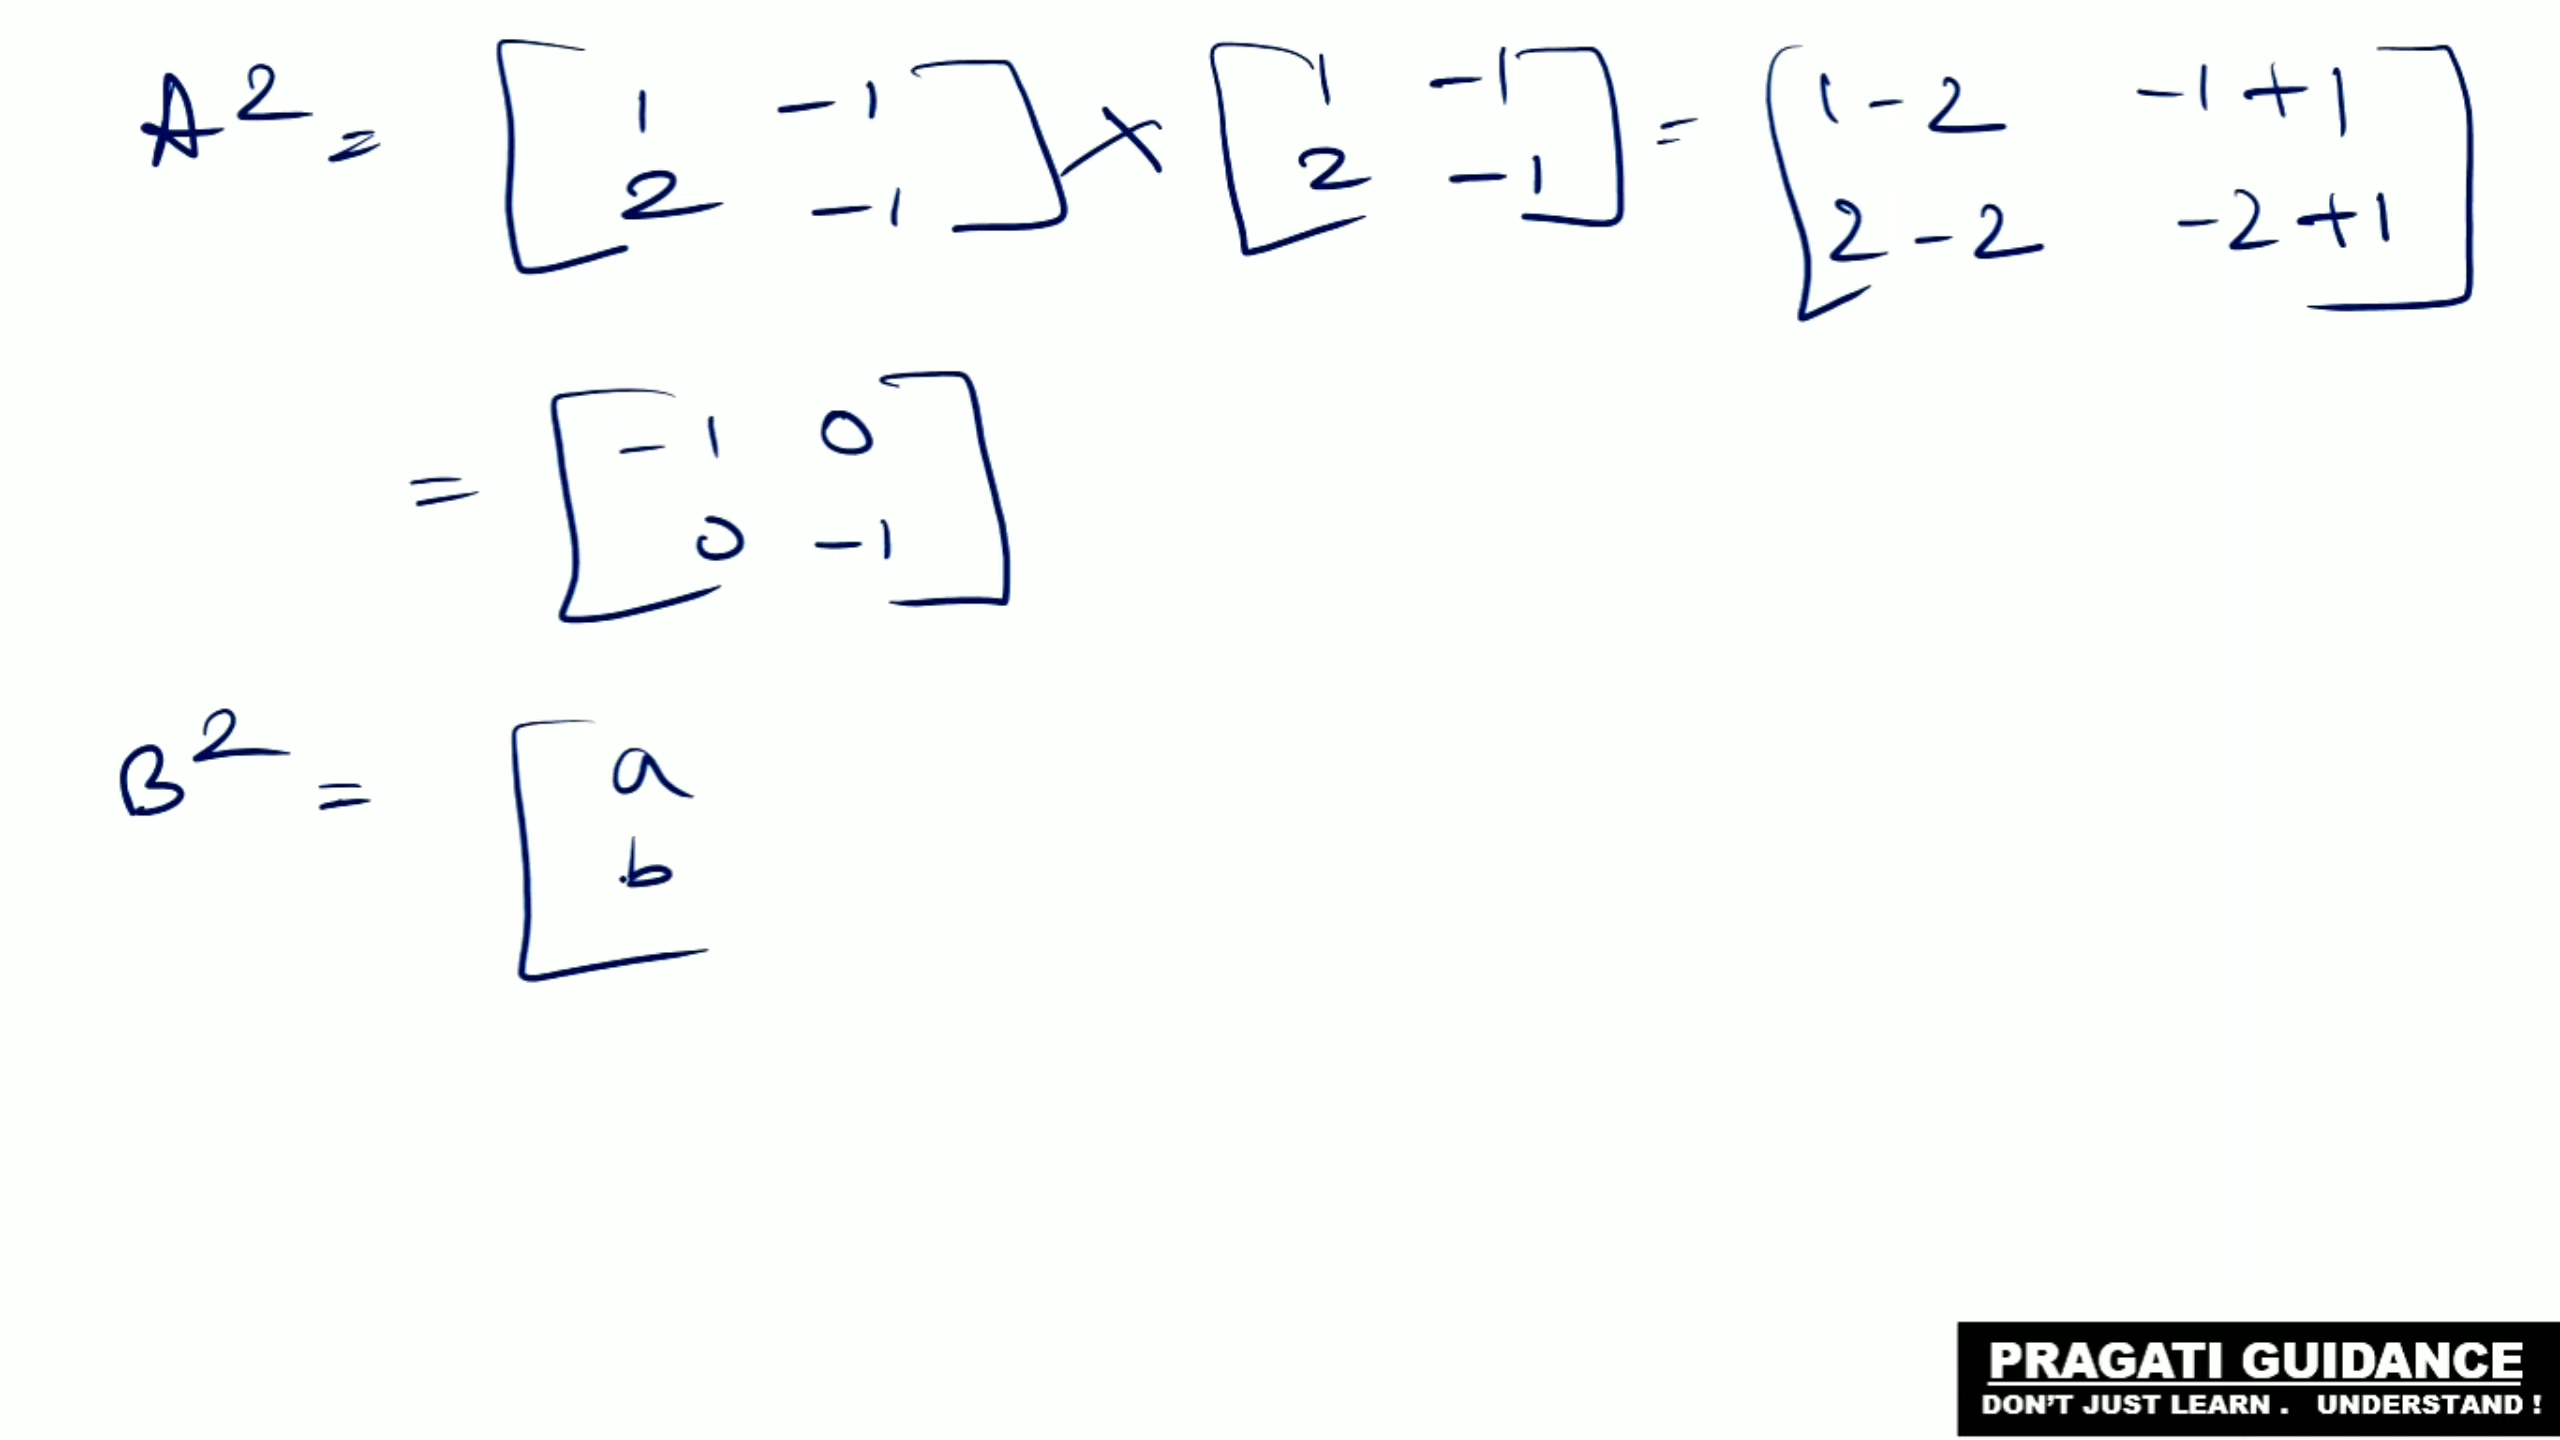 A² = [ 1 -1 ] × [ 1 -1 ] = [ 1-2 -1+1 ]
[ 2 -1 ] [ 2 -1 ] [ 2-2 -2+1 ]
= [ -1 0 ]
[ 0 -1 ]
B² = [ a
b
PRAGATI GUIDANCE
DON'T JUST LEARN. UNDERSTAND!